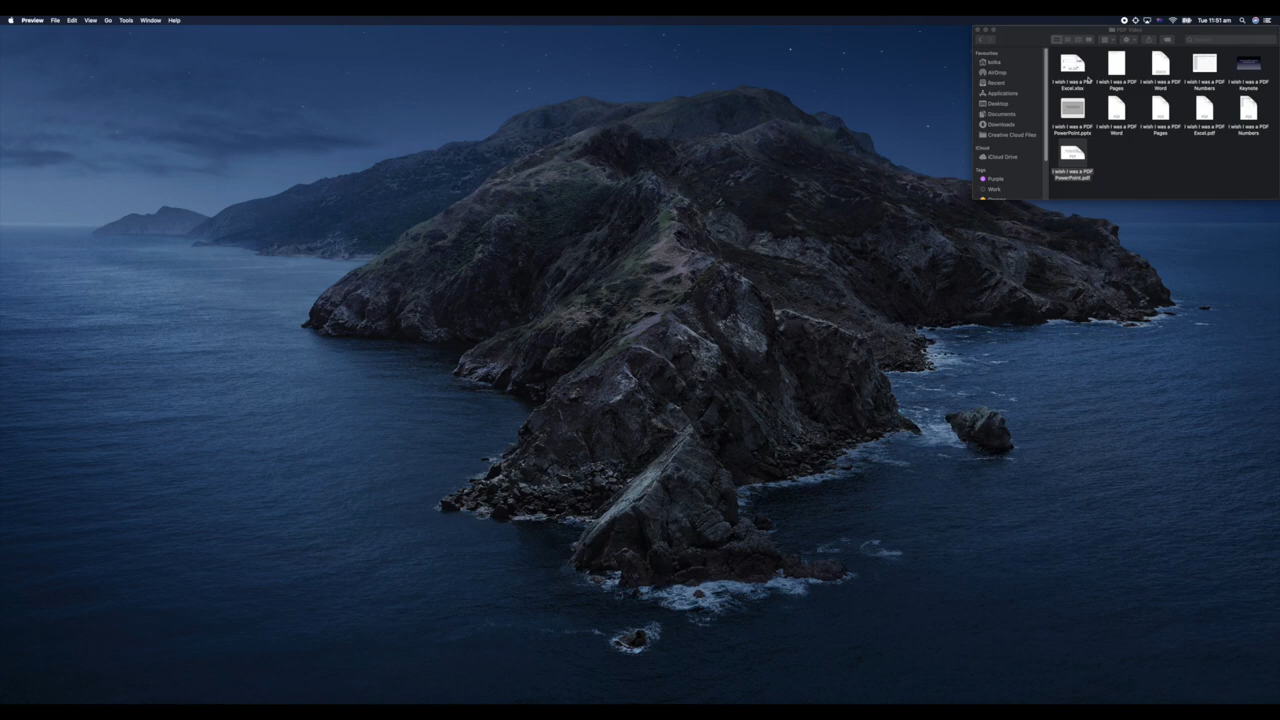 Preview File Edit View Go Tools Window Help
Tue 11:51 am
PDF Video
Search
Favourites
kolka
AirDrop
Recent
Applications
Desktop
Documents
Downloads
Creative Cloud Files
iCloud
iCloud Drive
Tags
Purple
Work
I wish I was a PDF Excel.xlsx
I wish I was a PDF Pages
I wish I was a PDF Word
I wish I was a PDF Numbers
I wish I was a PDF Keynote
I wish I was a PDF PowerPoint.pptx
I wish I was a PDF Word
I wish I was a PDF Pages
I wish I was a PDF Excel.pdf
I wish I was a PDF Numbers
I wish I was a PDF PowerPoint.pdf